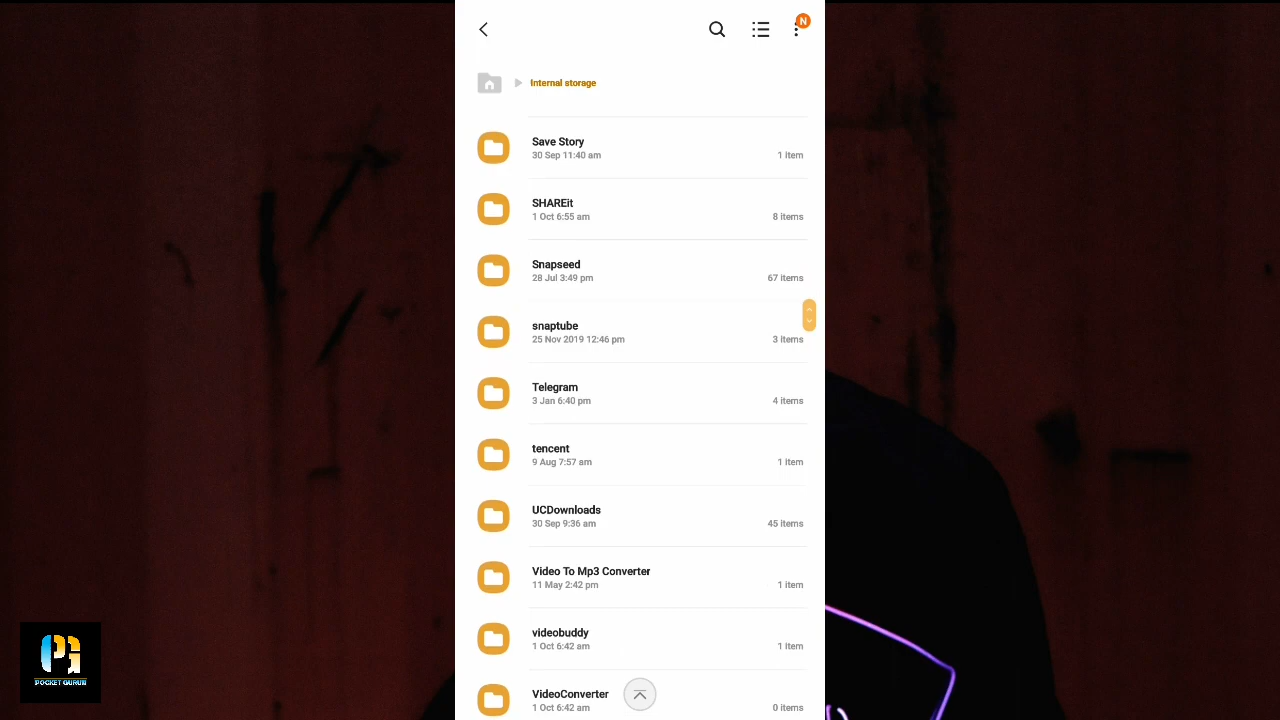 N
Internal storage
Save Story
30 Sep 11:40 am
1 item
SHAREit
1 Oct 6:55 am
8 items
Snapseed
28 Jul 3:49 pm
67 items
snaptube
25 Nov 2019 12:46 pm
3 items
Telegram
3 Jan 6:40 pm
4 items
tencent
9 Aug 7:57 am
1 item
UCDownloads
30 Sep 9:36 am
45 items
Video To Mp3 Converter
11 May 2:42 pm
1 item
videobuddy
1 Oct 6:42 am
1 item
VideoConverter
1 Oct 6:42 am
0 items
PG
POCKET GURUJI